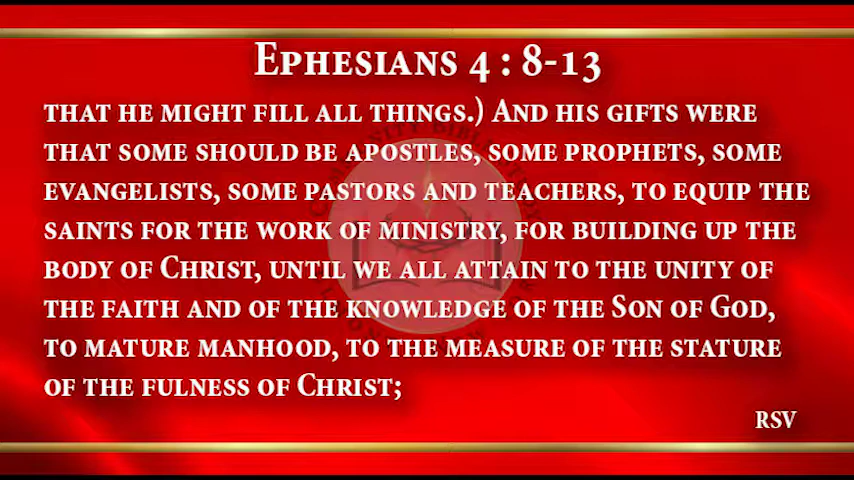 Ephesians 4 : 8-13
that he might fill all things.) And his gifts were
that some should be apostles, some prophets, some
evangelists, some pastors and teachers, to equip the
saints for the work of ministry, for building up the
body of Christ, until we all attain to the unity of
the faith and of the knowledge of the Son of God,
to mature manhood, to the measure of the stature
of the fulness of Christ;
RSV